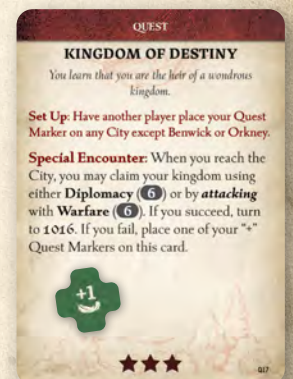 QUEST
KINGDOM OF DESTINY
You learn that you are the heir of a wondrous
kingdom.
Set Up: Have another player place your Quest
Marker on any City except Benwick or Orkney.
Special Encounter: When you reach the
City, you may claim your kingdom using
either Diplomacy (6) or by attacking
with Warfare (6). If you succeed, turn
to 1016. If you fail, place one of your "+"
Quest Markers on this card.
+1
Q17